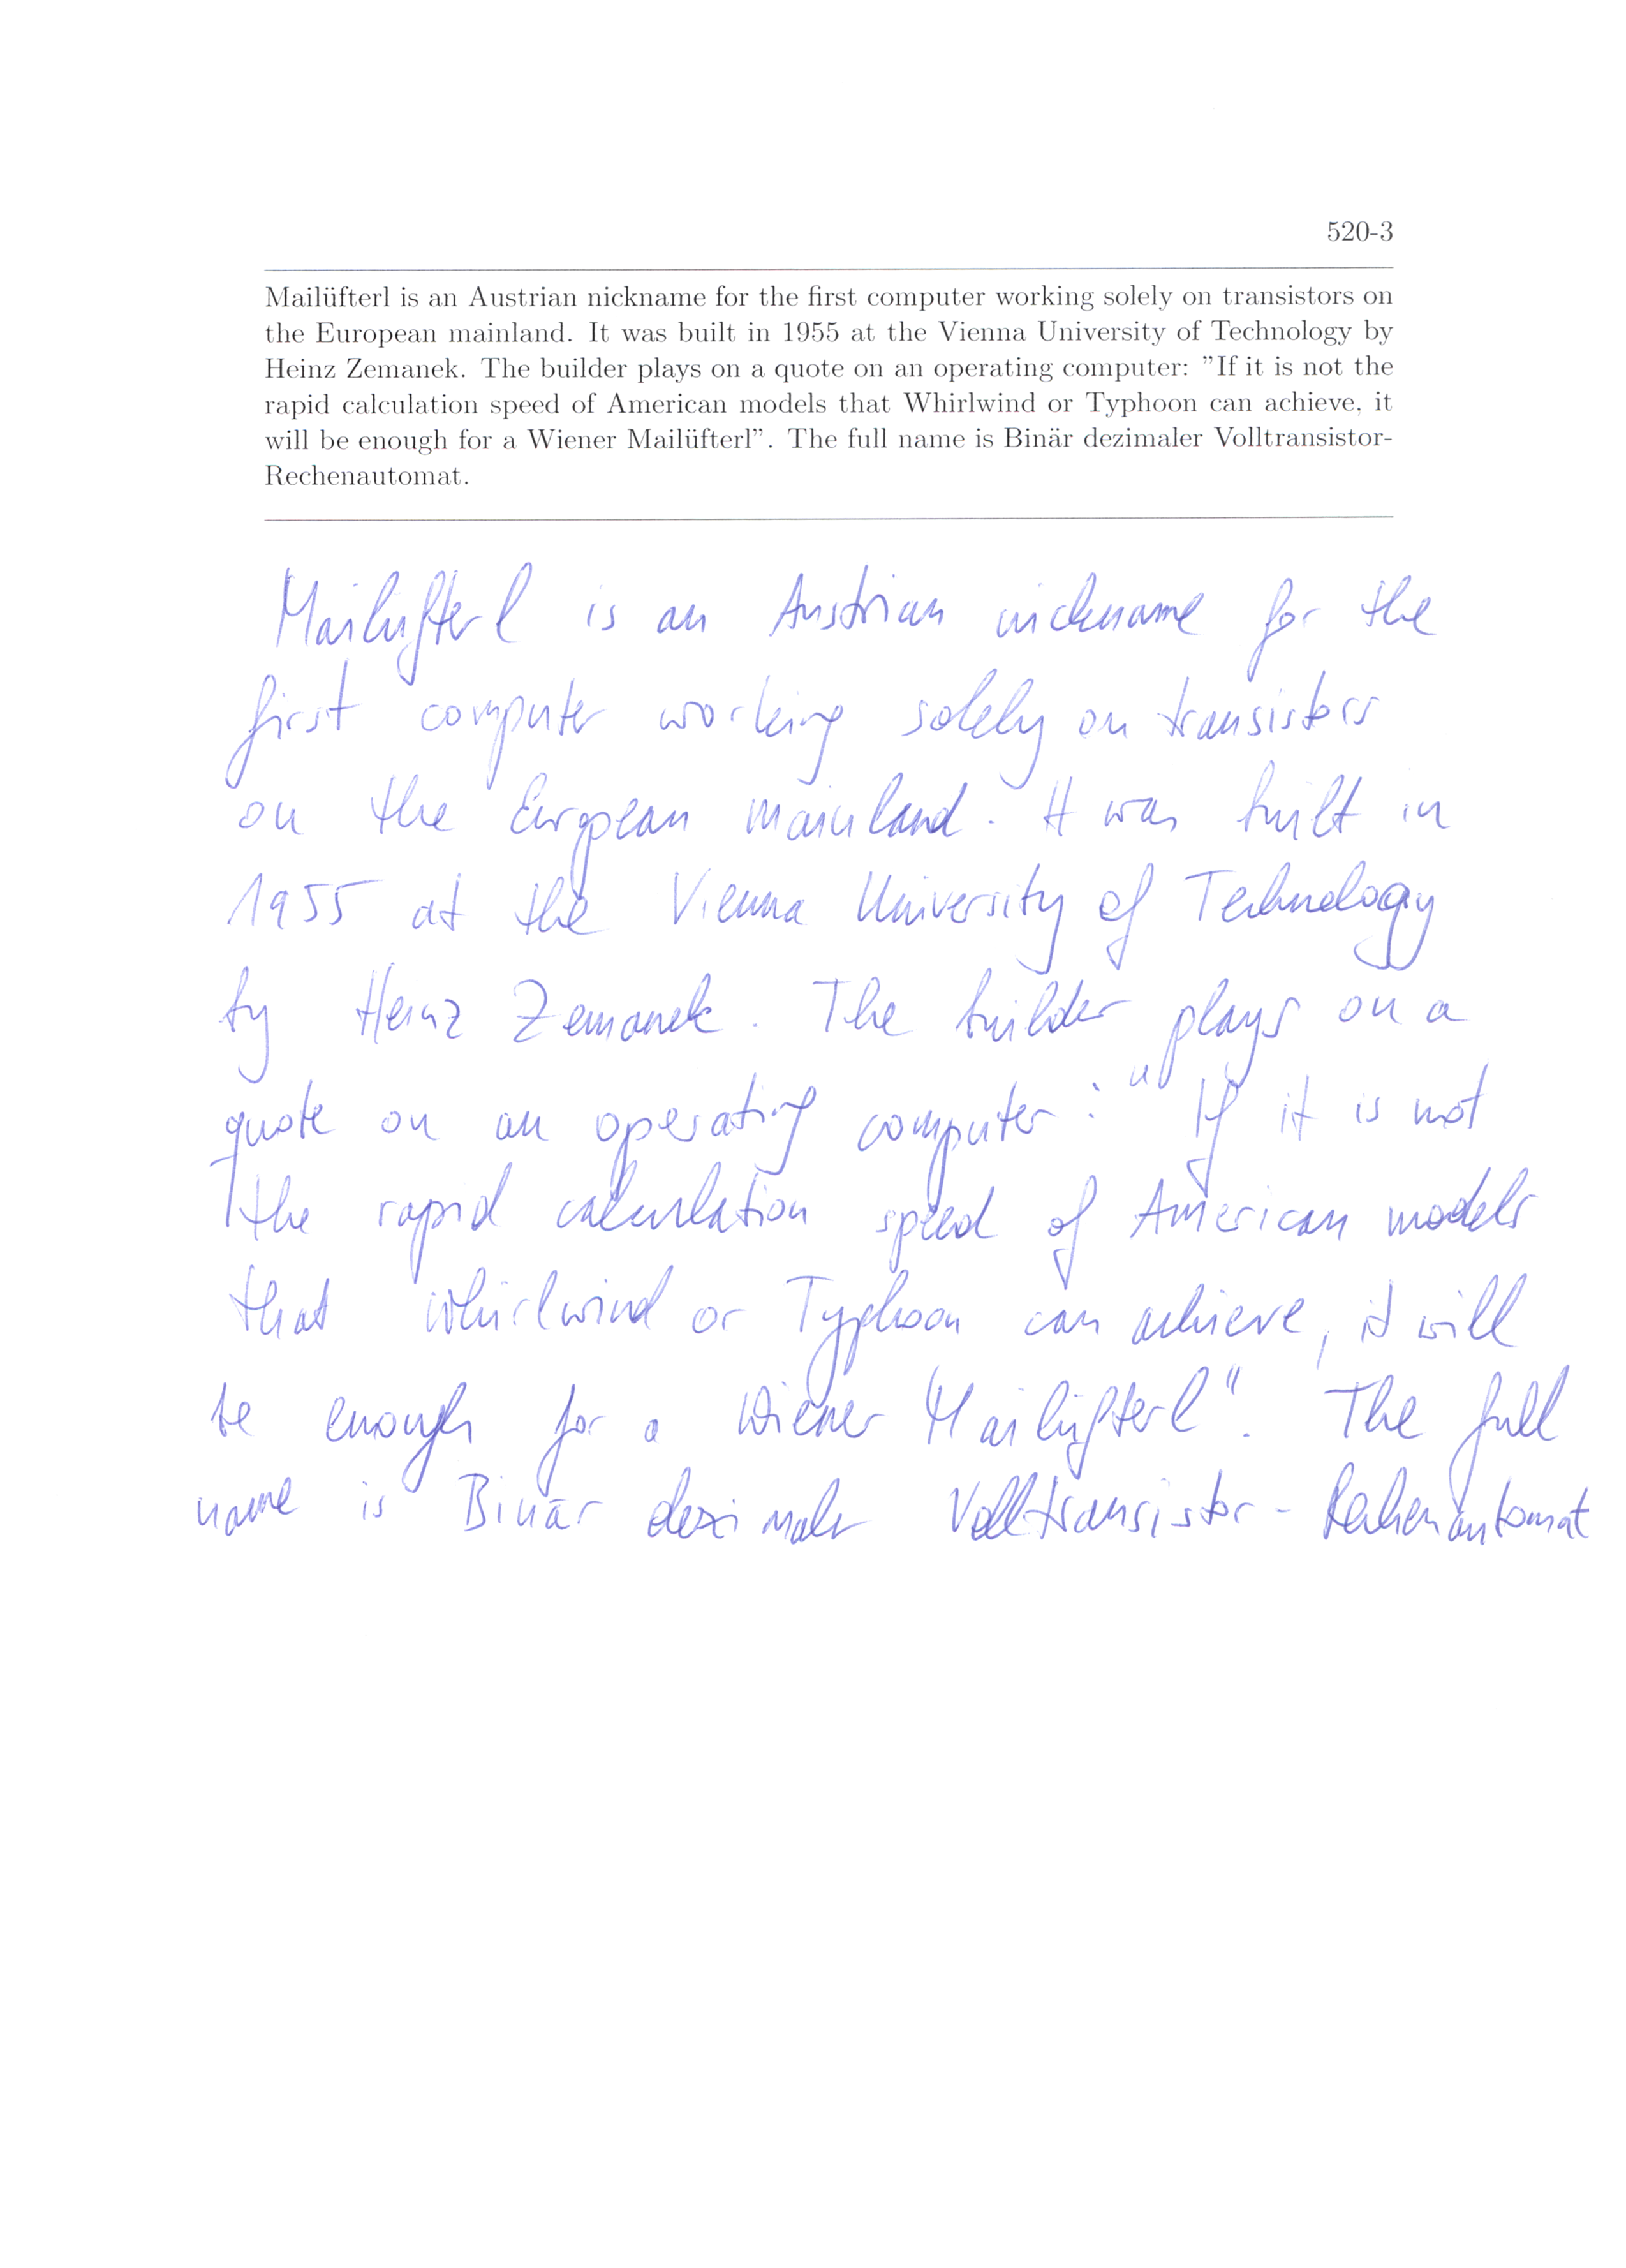 520-3
Mailüfterl is an Austrian nickname for the first computer working solely on transistors on
the European mainland. It was built in 1955 at the Vienna University of Technology by
Heinz Zemanek. The builder plays on a quote on an operating computer: "If it is not the
rapid calculation speed of American models that Whirlwind or Typhoon can achieve, it
will be enough for a Wiener Mailüfterl". The full name is Binär dezimaler Volltransistor-
Rechenautomat.
Mailüfterl is an Austrian nickname for the
first computer working solely on transistors
on the European mainland. It was built in
1955 at the Vienna University of Technology
by Heinz Zemanek. The builder plays on a
quote on an operating computer: "If it is not
the rapid calculation speed of American models
that Whirlwind or Typhoon can achieve, it will
be enough for a Wiener Mailüfterl". The full
name is Binär dezimaler Volltransistor-Rechenautomat